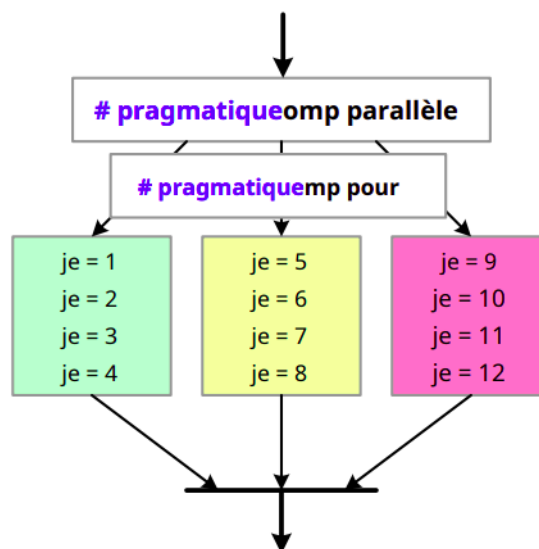 # pragmatiqueomp parallèle
# pragmatiquemp pour
je = 1
je = 2
je = 3
je = 4
je = 5
je = 6
je = 7
je = 8
je = 9
je = 10
je = 11
je = 12